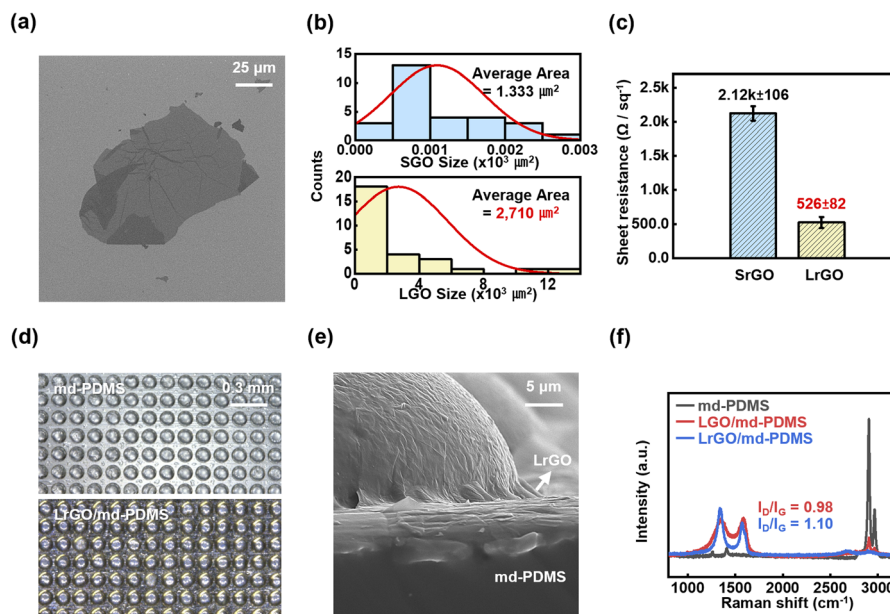 (a)
25 μm
(b)
Counts
15
10
5
0
Average Area
= 1.333 μm²
0.000 0.001 0.002 0.003
SGO Size (x10³ μm²)
20
15
10
5
0
Average Area
= 2,710 μm²
0 4 8 12
LGO Size (x10³ μm²)
(c)
Sheet resistance (Ω / sq⁻¹)
2.5k
2.0k
1.5k
1.0k
500.0
0.0
2.12k±106
526±82
SrGO LrGO
(d)
md-PDMS
0.3 mm
LrGO/md-PDMS
(e)
5 μm
LrGO
md-PDMS
(f)
Intensity (a.u.)
md-PDMS
LGO/md-PDMS
LrGO/md-PDMS
I_D/I_G = 0.98
I_D/I_G = 1.10
1000 1500 2000 2500 3000
Raman shift (cm⁻¹)